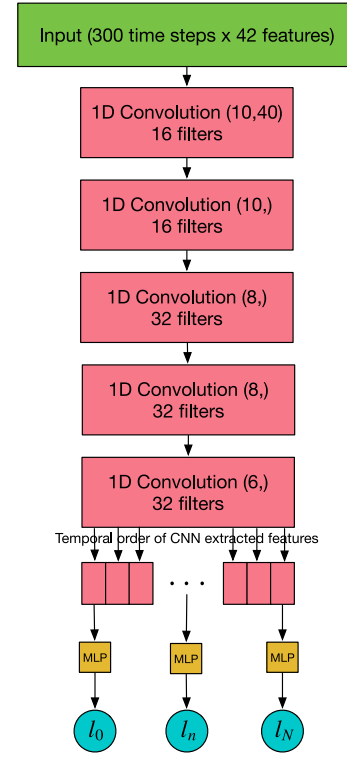 Input (300 time steps x 42 features)
1D Convolution (10,40)
16 filters
1D Convolution (10,)
16 filters
1D Convolution (8,)
32 filters
1D Convolution (8,)
32 filters
1D Convolution (6,)
32 filters
Temporal order of CNN extracted features
. . .
MLP MLP MLP
l0 ln lN